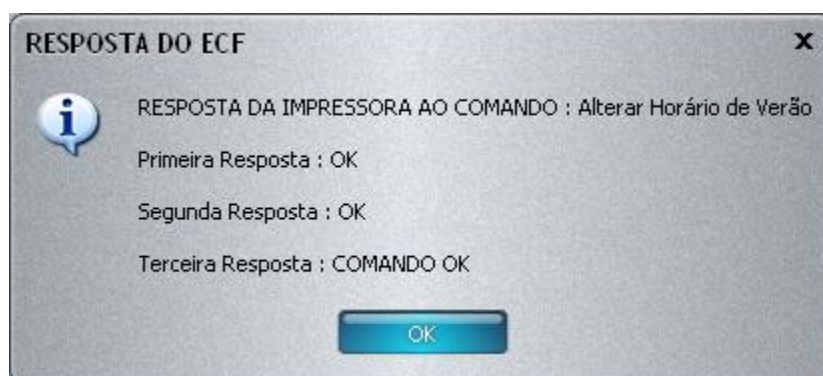 RESPOSTA DO ECF
x
RESPOSTA DA IMPRESSORA AO COMANDO : Alterar Horário de Verão
Primeira Resposta : OK
Segunda Resposta : OK
Terceira Resposta : COMANDO OK
OK